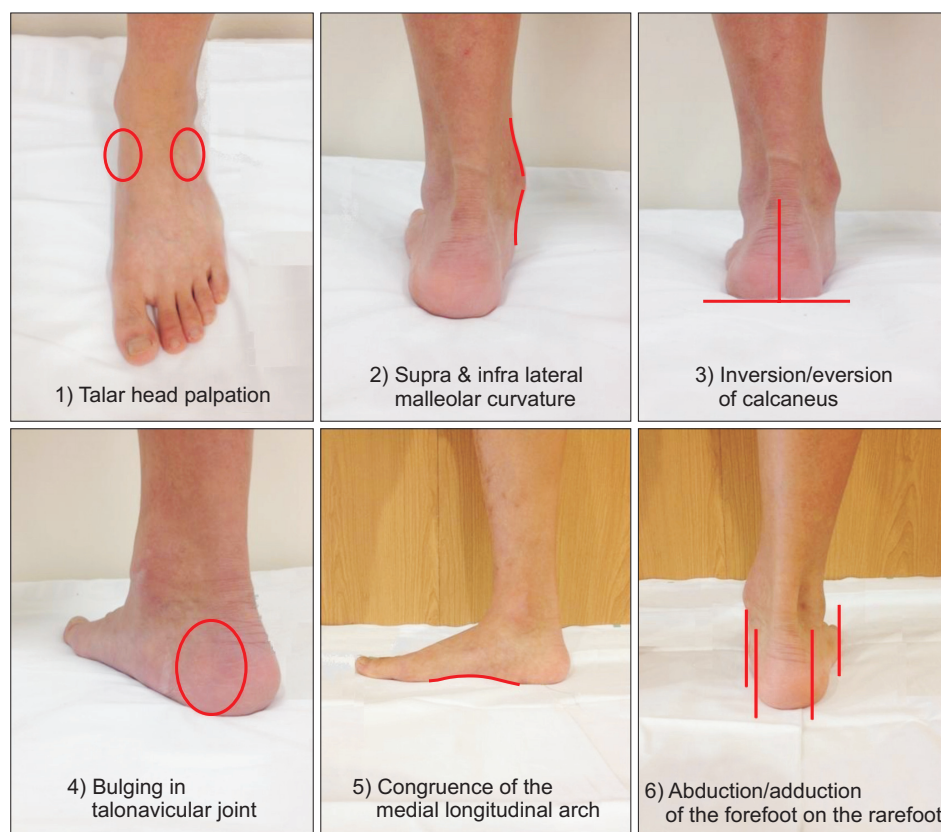 1) Talar head palpation
2) Supra & infra lateral
malleolar curvature
3) Inversion/eversion
of calcaneus
4) Bulging in
talonavicular joint
5) Congruence of the
medial longitudinal arch
6) Abduction/adduction
of the forefoot on the rarefoot